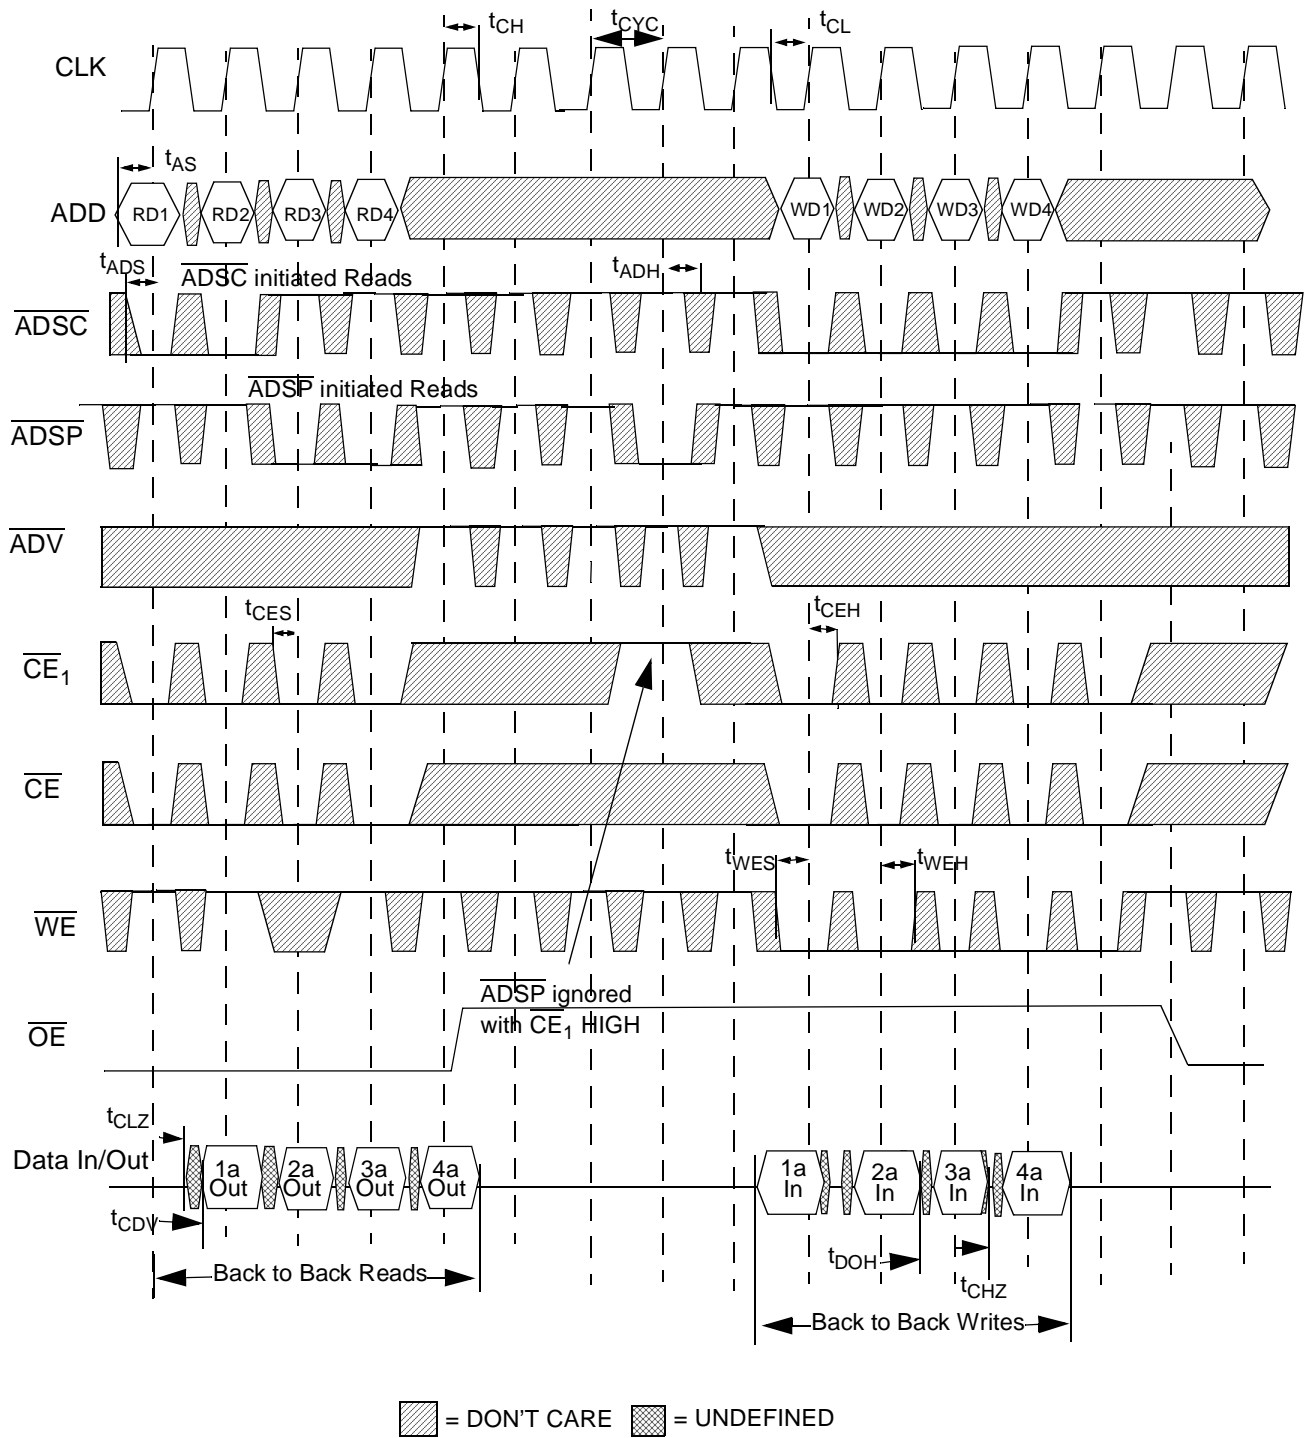 tCH tCYC tCL
CLK
tAS
ADD RD1 RD2 RD3 RD4 WD1 WD2 WD3 WD4
tADS ADSC initiated Reads tADH
ADSC
ADSP initiated Reads
ADSP
ADV
tCES tCEH
CE1
CE
tWES tWEH
WE
ADSP ignored
with CE1 HIGH
OE
tCLZ
Data In/Out
1a Out 2a Out 3a Out 4a Out 1a In 2a In 3a In 4a In
tCDV
tDOH
tCHZ
Back to Back Reads
Back to Back Writes
= DON'T CARE = UNDEFINED